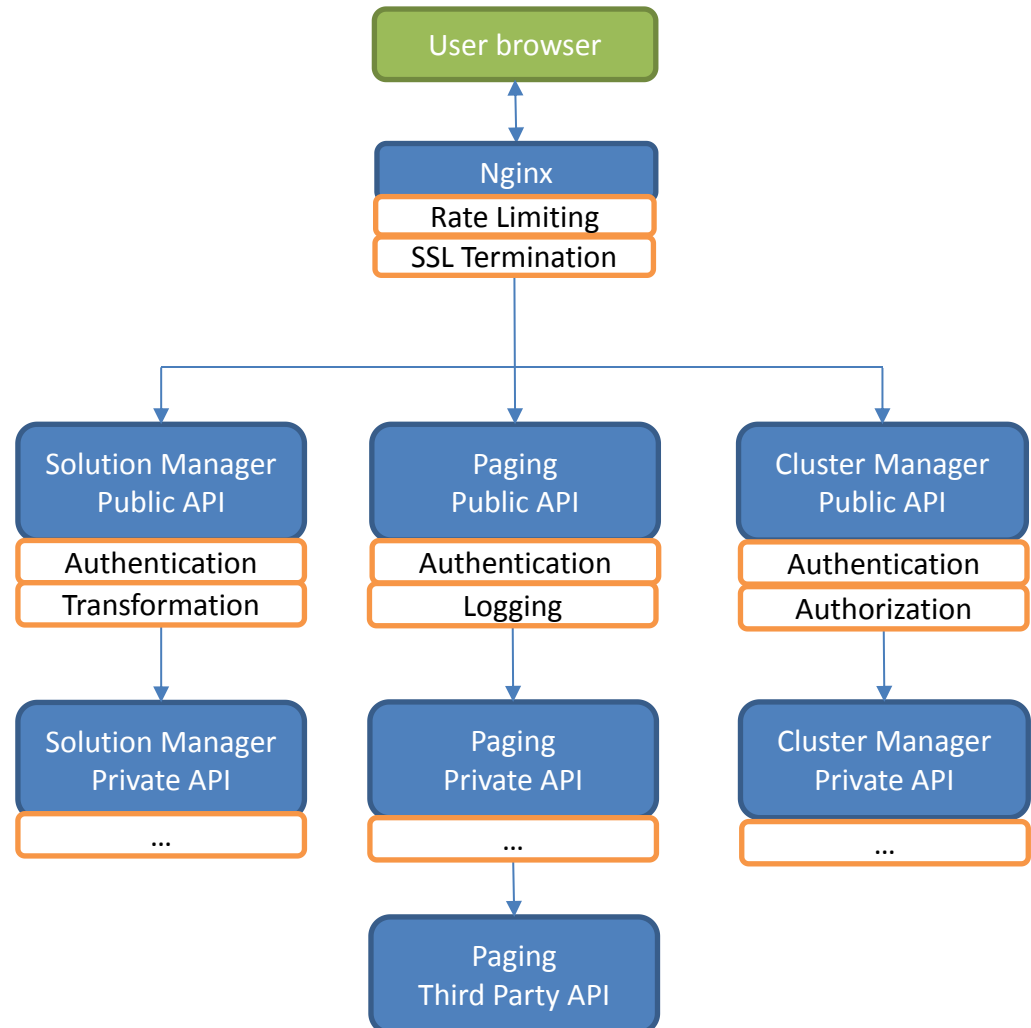 User browser
Nginx
Rate Limiting
SSL Termination
Solution Manager
Public API
Authentication
Transformation
Paging
Public API
Authentication
Logging
Cluster Manager
Public API
Authentication
Authorization
Solution Manager
Private API
...
Paging
Private API
...
Cluster Manager
Private API
...
Paging
Third Party API